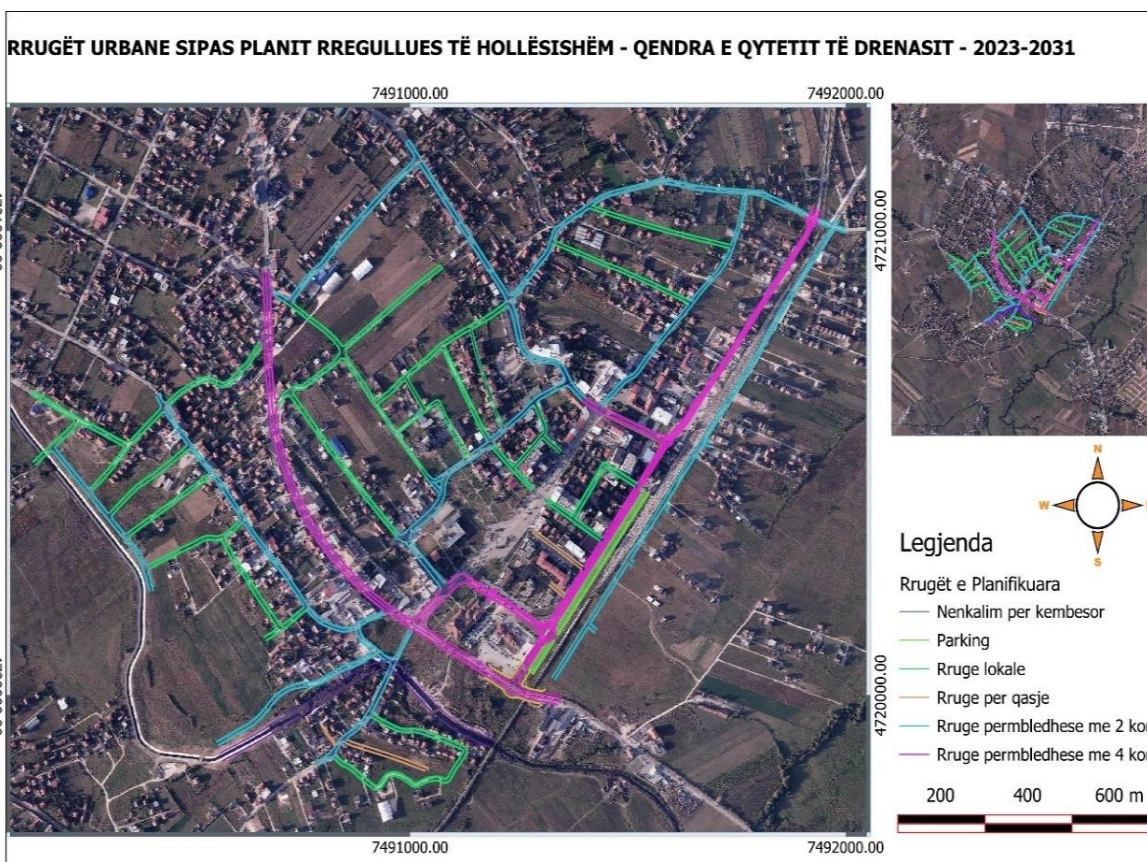 RRUGËT URBANE SIPAS PLANIT RREGULLUES TË HOLLËSISHËM - QENDRA E QYTETIT TË DRENASIT - 2023-2031
7491000.00
7492000.00
4721000.00
4720000.00
N
W
S
Legjenda
Rrugët e Planifikuara
Nenkalim per kembesor
Parking
Rruge lokale
Rruge per qasje
Rruge permbledhese me 2 kor
Rruge permbledhese me 4 kor
200
400
600 m
7491000.00
7492000.00